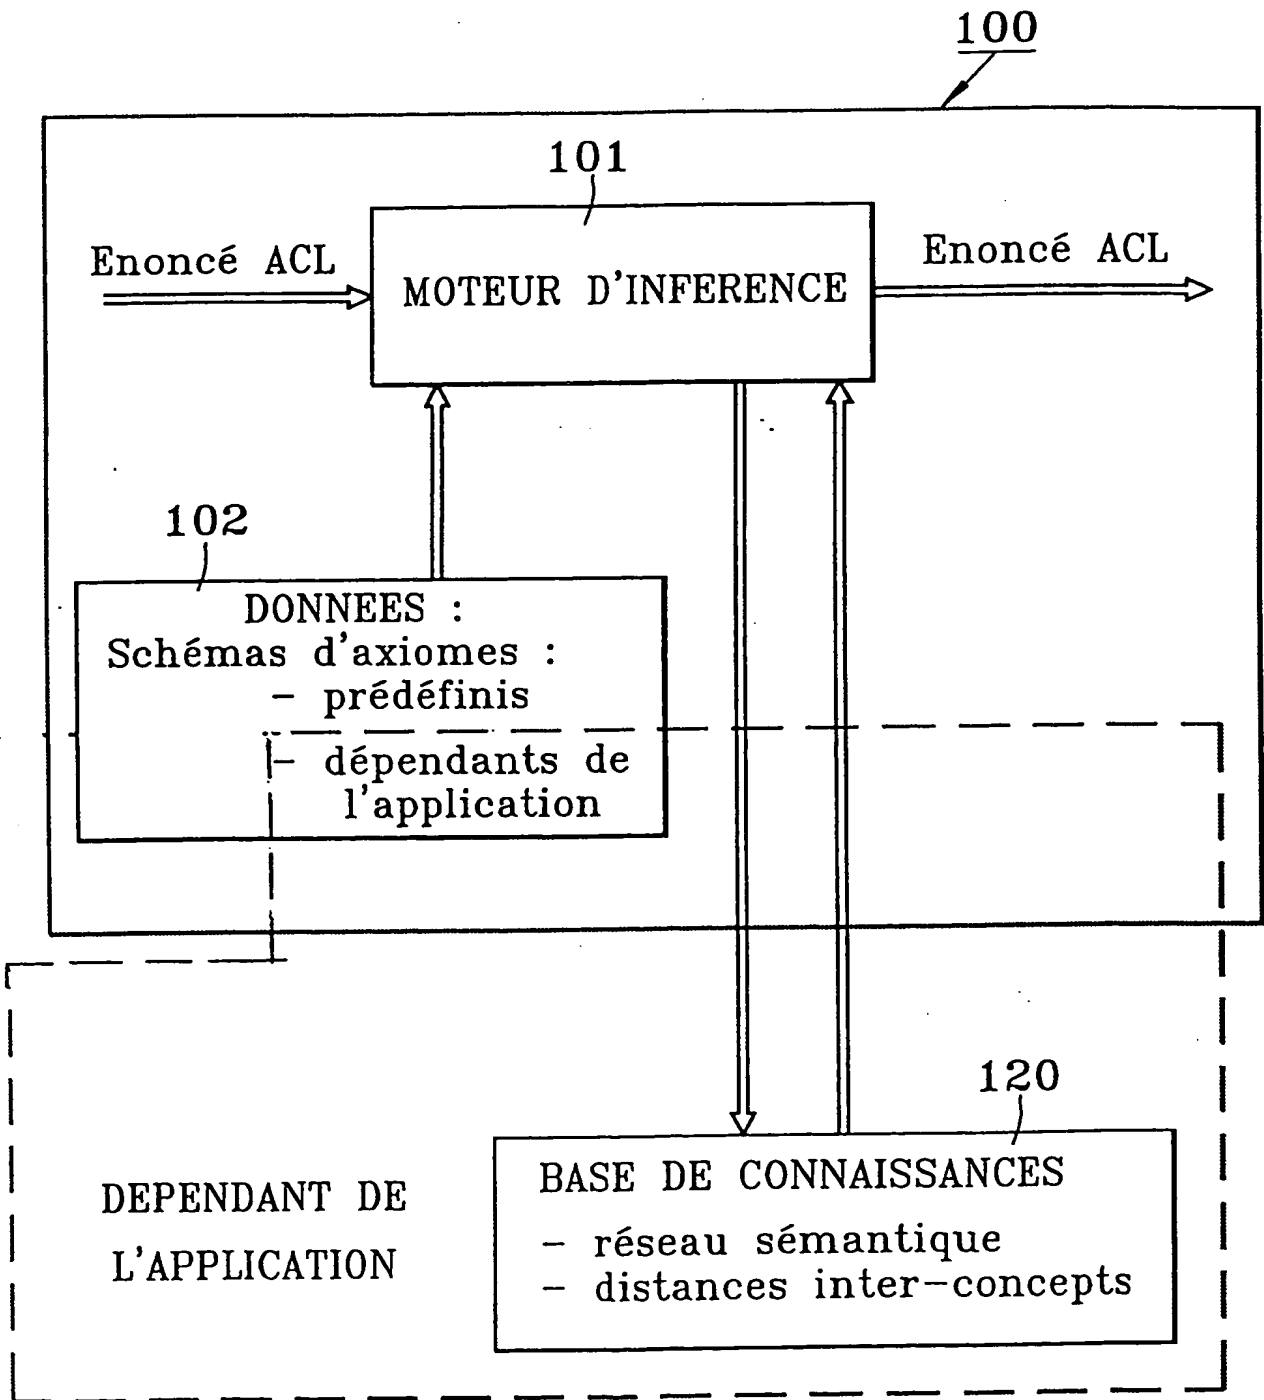 100
101
Enoncé ACL
MOTEUR D'INFERENCE
Enoncé ACL
102
DONNEES :
Schémas d'axiomes :
- prédéfinis
- dépendants de
l'application
120
BASE DE CONNAISSANCES
- réseau sémantique
- distances inter-concepts
DEPENDANT DE
L'APPLICATION